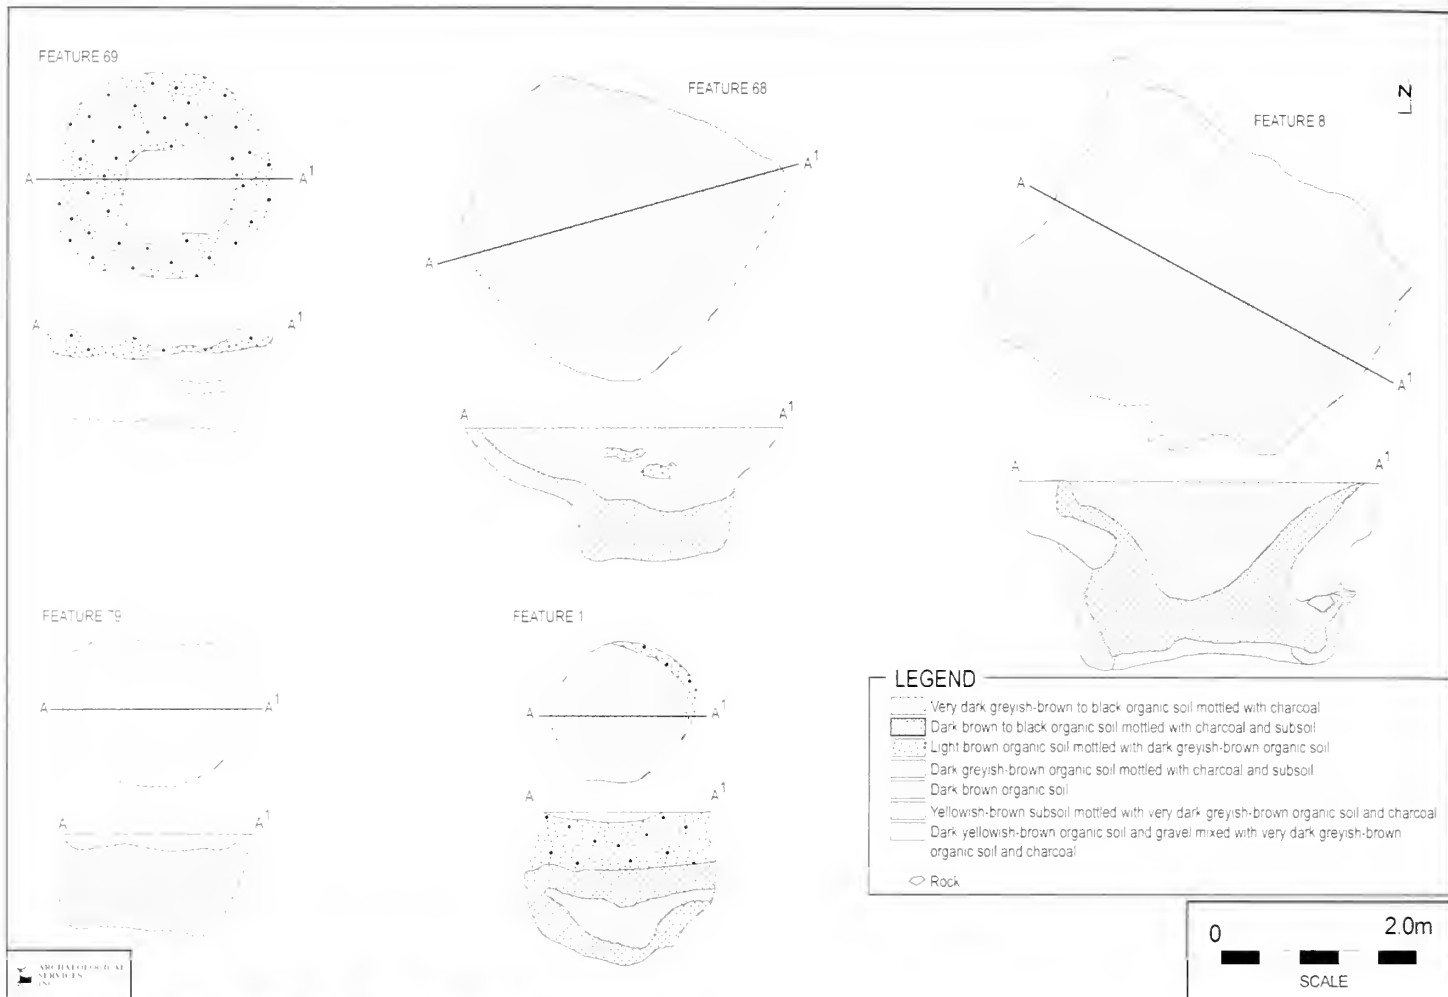 FEATURE 69
A A1
A A1
FEATURE 68
A A1
A A1
FEATURE 8
N
A A1
A A1
FEATURE 79
A A1
A A1
FEATURE 1
A A1
A A1
LEGEND
Very dark greyish-brown to black organic soil mottled with charcoal
Dark brown to black organic soil mottled with charcoal and subsoil
Light brown organic soil mottled with dark greyish-brown organic soil
Dark greyish-brown organic soil mottled with charcoal and subsoil
Dark brown organic soil
Yellowish-brown subsoil mottled with very dark greyish-brown organic soil and charcoal
Dark yellowish-brown organic soil and gravel mixed with very dark greyish-brown
organic soil and charcoal
Rock
0 2.0m
SCALE
ARCHAEOLOGICAL
SERVICES
INC